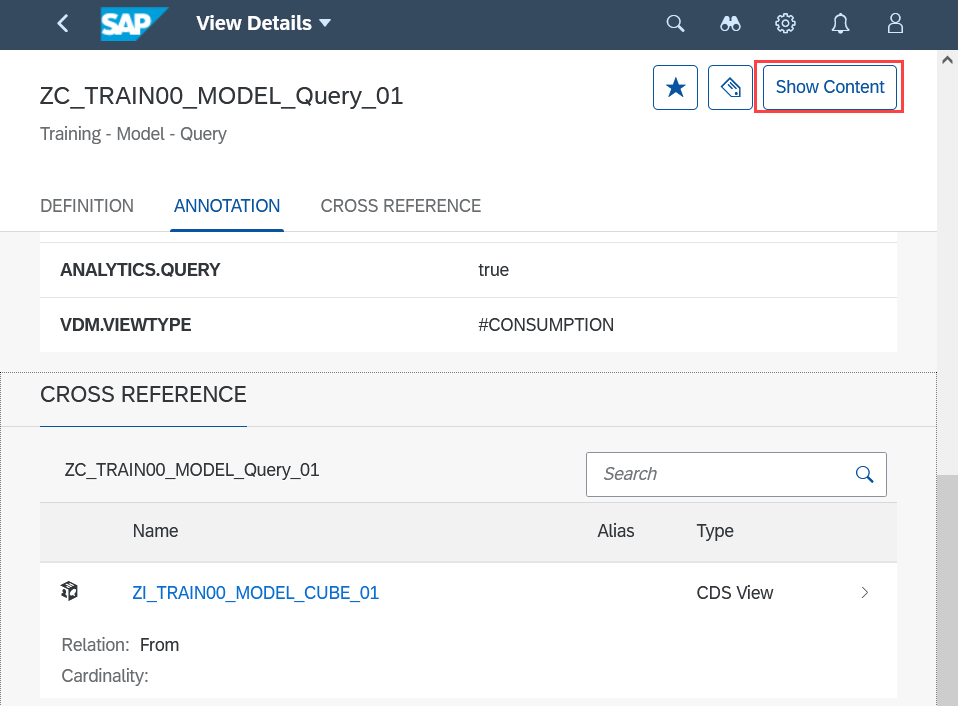 SAP View Details
ZC_TRAIN00_MODEL_Query_01
Show Content
Training - Model - Query
DEFINITION ANNOTATION CROSS REFERENCE
ANALYTICS.QUERY true
VDM.VIEWTYPE #CONSUMPTION
CROSS REFERENCE
ZC_TRAIN00_MODEL_Query_01 Search
Name Alias Type
ZI_TRAIN00_MODEL_CUBE_01 CDS View
Relation: From
Cardinality: